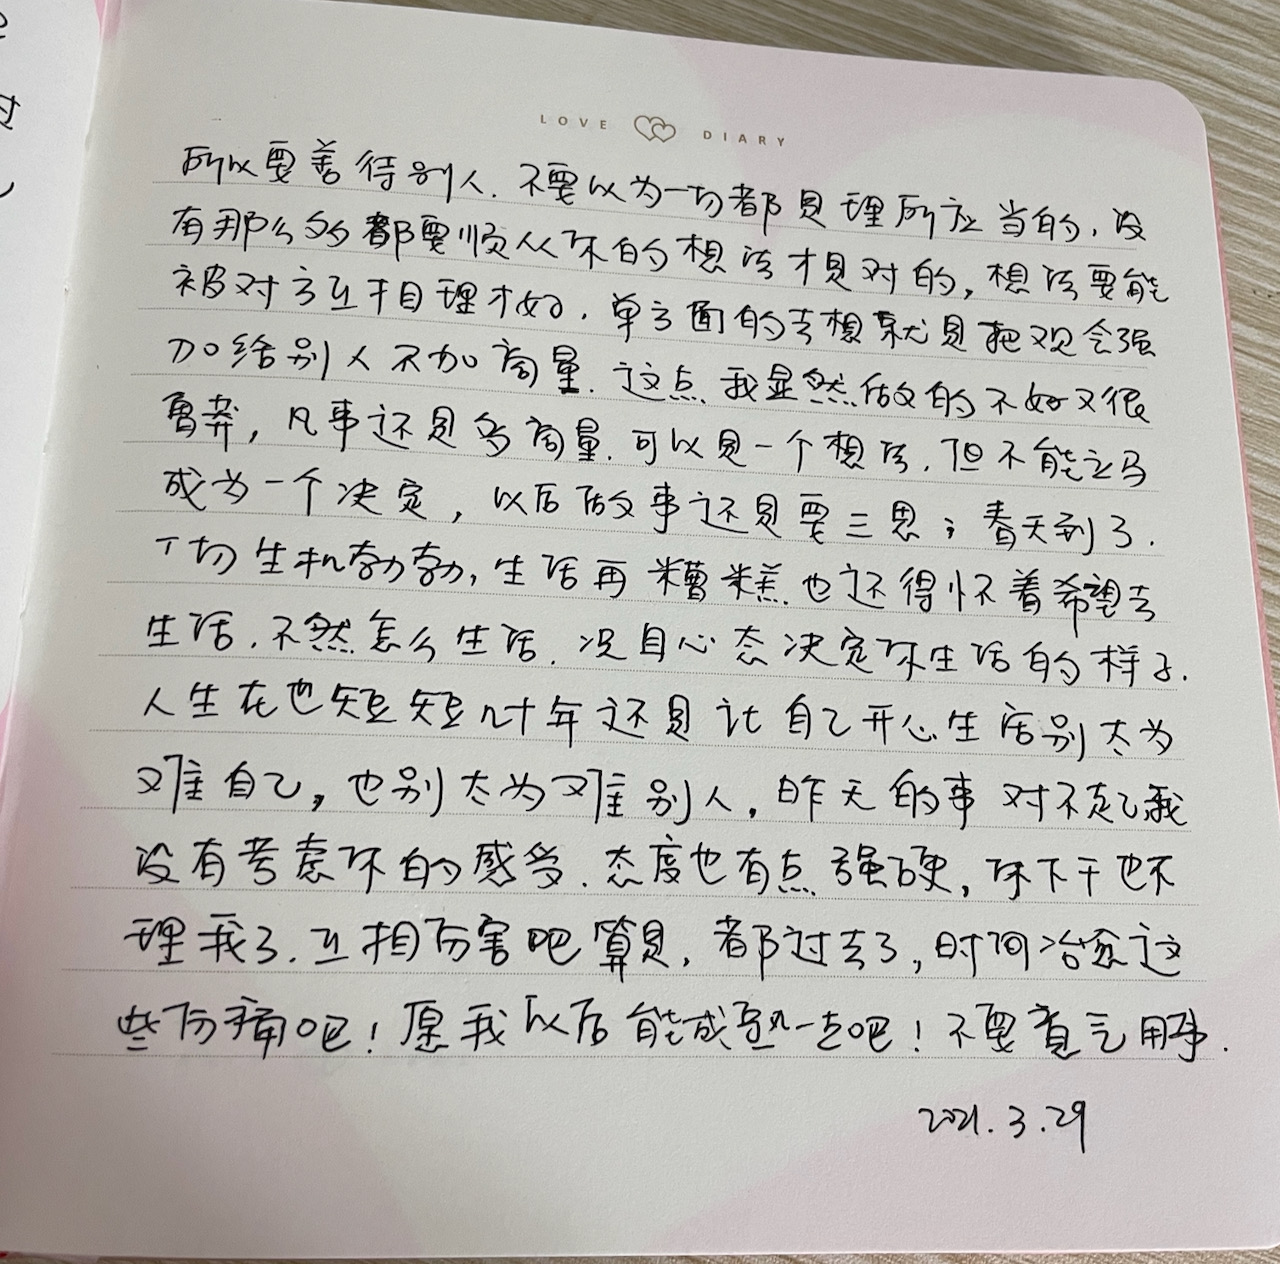 LOVE DIARY
所以要善待别人.不要以为一切都是理所应当的,没
有那么多的都要顺从你的想法才是对的,想法要能
被对方互相理才好.单方面的去想就是把观念强
加给别人不加商量.这点我显然做的不好又很
鲁莽,凡事还是多商量.可以是一个想法.但不能立马
成为一个决定,以后做事还是要三思;春天到了.
一切生机勃勃,生活再糟糕也还得怀着希望去
生活.不然怎么生活.况且心态决定你生活的样子.
人生在世短短几十年还是让自己开心生活别太为
难自己,也别太为难别人,昨天的事对不起我
没有考虑你的感受.态度也有点强硬,你下午也不
理我了.互相伤害吧算是,都过去了,时间治愈这
些伤痛吧!愿我以后能成熟一点吧!不要意气用事.
2021.3.29
过